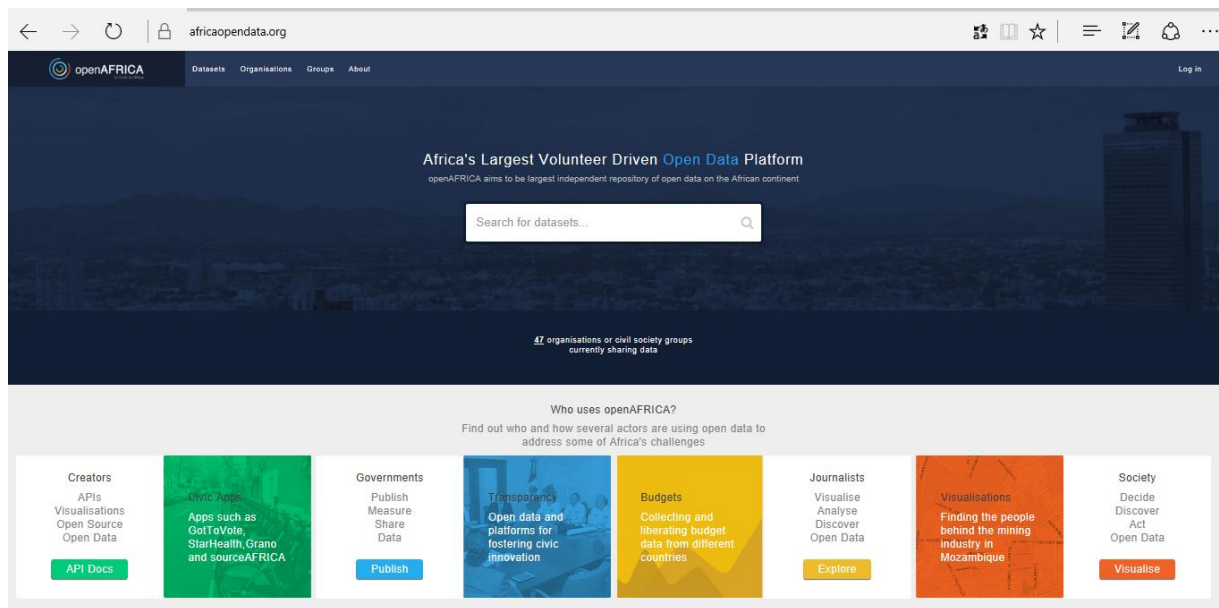 africaopendata.org
openAFRICA
Datasets Organisations Groups About
Log in
Africa's Largest Volunteer Driven Open Data Platform
openAFRICA aims to be largest independent repository of open data on the African continent
Search for datasets...
47 organisations or civil society groups
currently sharing data
Who uses openAFRICA?
Find out who and how several actors are using open data to
address some of Africa's challenges
Creators
APIs
Visualisations
Open Source
Open Data
API Docs
Civic Apps
Apps such as
GotToVote,
StarHealth,Grano
and sourceAFRICA
Governments
Publish
Measure
Share
Data
Publish
Transparency
Open data and
platforms for
fostering civic
innovation
Budgets
Collecting and
liberating budget
data from different
countries
Journalists
Visualise
Analyse
Discover
Open Data
Explore
Visualisations
Finding the people
behind the mining
industry in
Mozambique
Society
Decide
Discover
Act
Open Data
Visualise